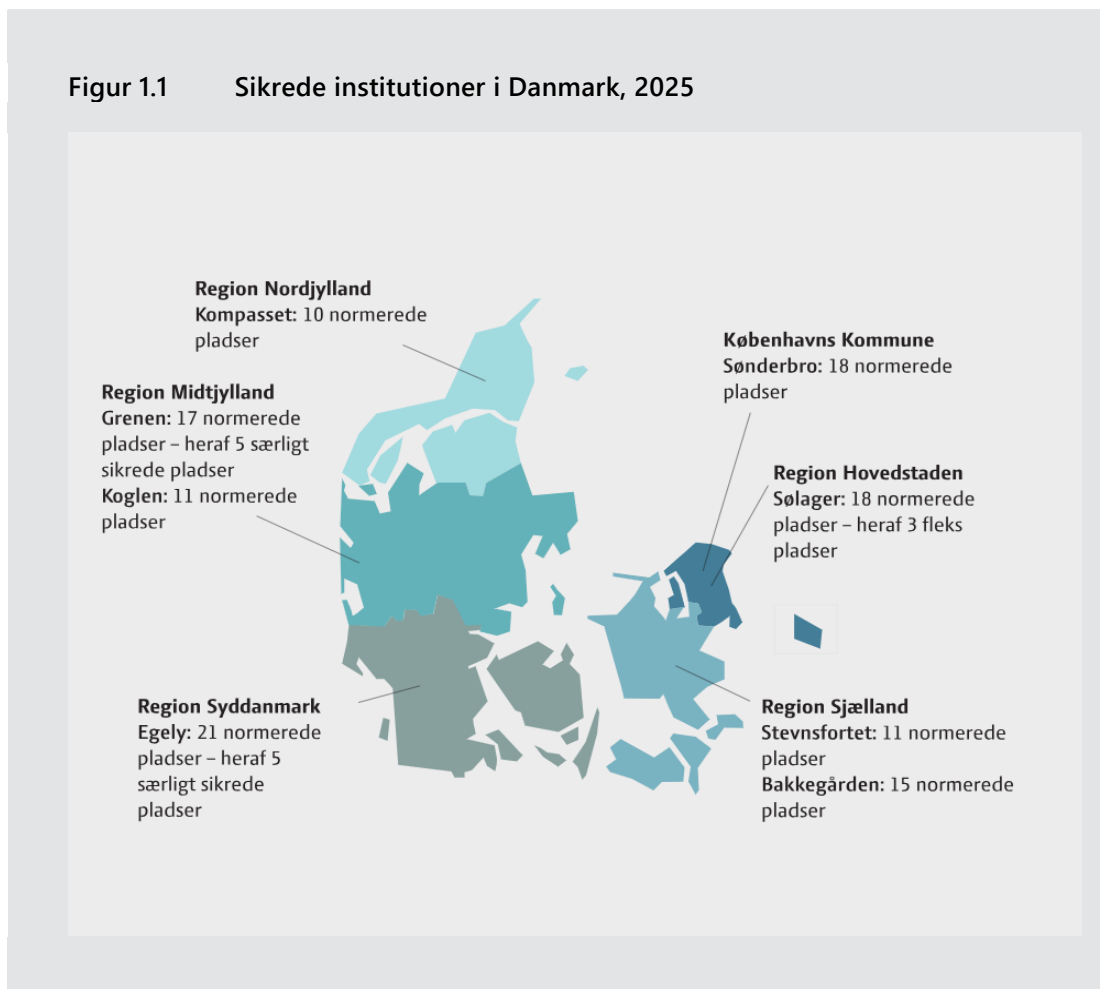 Figur 1.1 Sikrede institutioner i Danmark, 2025
Region Nordjylland
Kompasset: 10 normerede
pladser
Københavns Kommune
Sønderbro: 18 normerede
pladser
Region Midtjylland
Grenen: 17 normerede
pladser – heraf 5 særligt
sikrede pladser
Koglen: 11 normerede
pladser
Region Hovedstaden
Sølager: 18 normerede
pladser – heraf 3 fleks
pladser
Region Syddanmark
Egely: 21 normerede
pladser – heraf 5
særligt sikrede
pladser
Region Sjælland
Stevnsfortet: 11 normerede
pladser
Bakkegården: 15 normerede
pladser